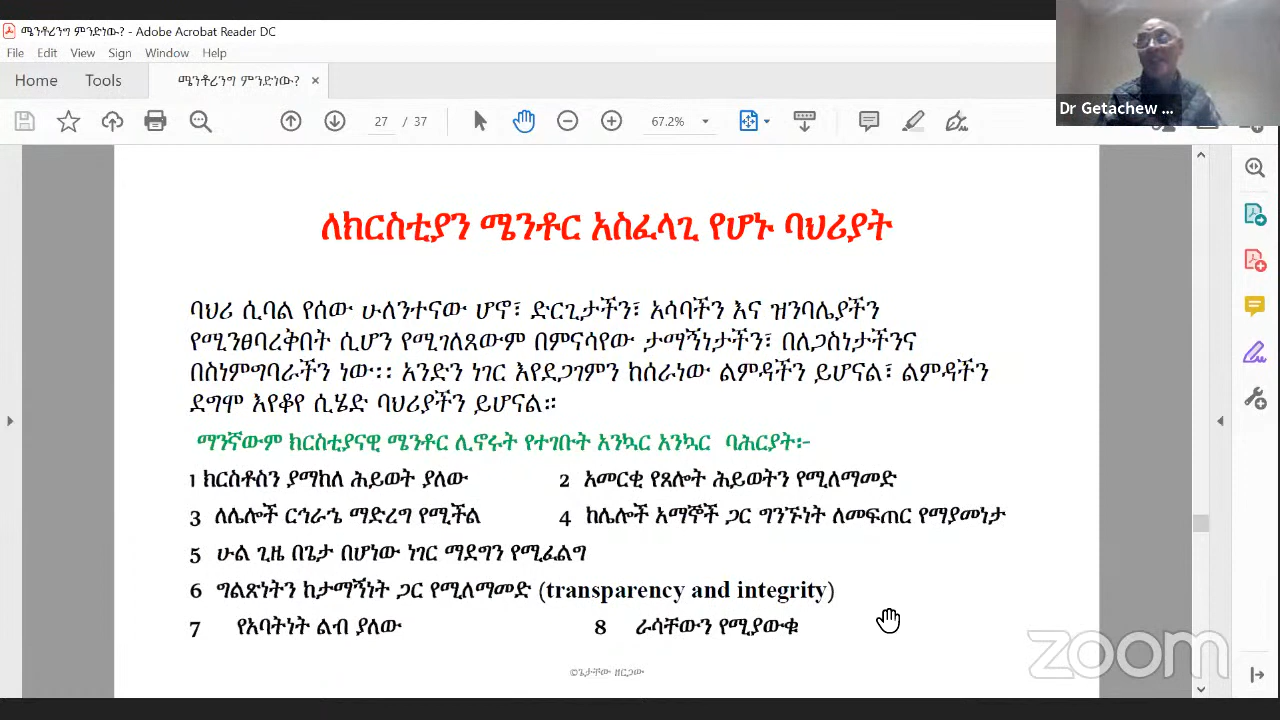 ሜንቶሪንግ ምንድነው? - Adobe Acrobat Reader DC
File Edit View Sign Window Help
Home Tools ሜንቶሪንግ ምንድነው? ×
27 / 37 67.2%
Dr Getachew ...
ለክርስቲያን ሜንቶር አስፈላጊ የሆኑ ባህሪያት
ባህሪ ሲባል የሰው ሁለንተናው ሆኖ፣ ድርጊታችን፣ አሳባችን እና ዝንባሌያችን
የሚንፀባረቅበት ሲሆን የሚገለጸውም በምናሳየው ታማኝነታችን፣ በለጋስነታችንና
በስነምግባራችን ነው፡፡ አንድን ነገር እየደጋገምን ከሰራነው ልምዳችን ይሆናል፣ ልምዳችን
ደግሞ እየቆየ ሲሄድ ባህሪያችን ይሆናል።
ማንኛውም ክርስቲያናዊ ሜንቶር ሊኖሩት የተገቡት አንኳር አንኳር ባሕርያት፦
1 ክርስቶስን ያማከለ ሕይወት ያለው 2 አመርቂ የጸሎት ሕይወትን የሚለማመድ
3 ለሌሎች ርኅራኄ ማድረግ የሚችል 4 ከሌሎች አማኞች ጋር ግንኙነት ለመፍጠር የማያመነታ
5 ሁል ጊዜ በጌታ በሆነው ነገር ማደግን የሚፈልግ
6 ግልጽነትን ከታማኝነት ጋር የሚለማመድ (transparency and integrity)
7 የአባትነት ልብ ያለው 8 ራሳቸውን የሚያውቁ
©ጌታቸው ዘርጋው
zoom